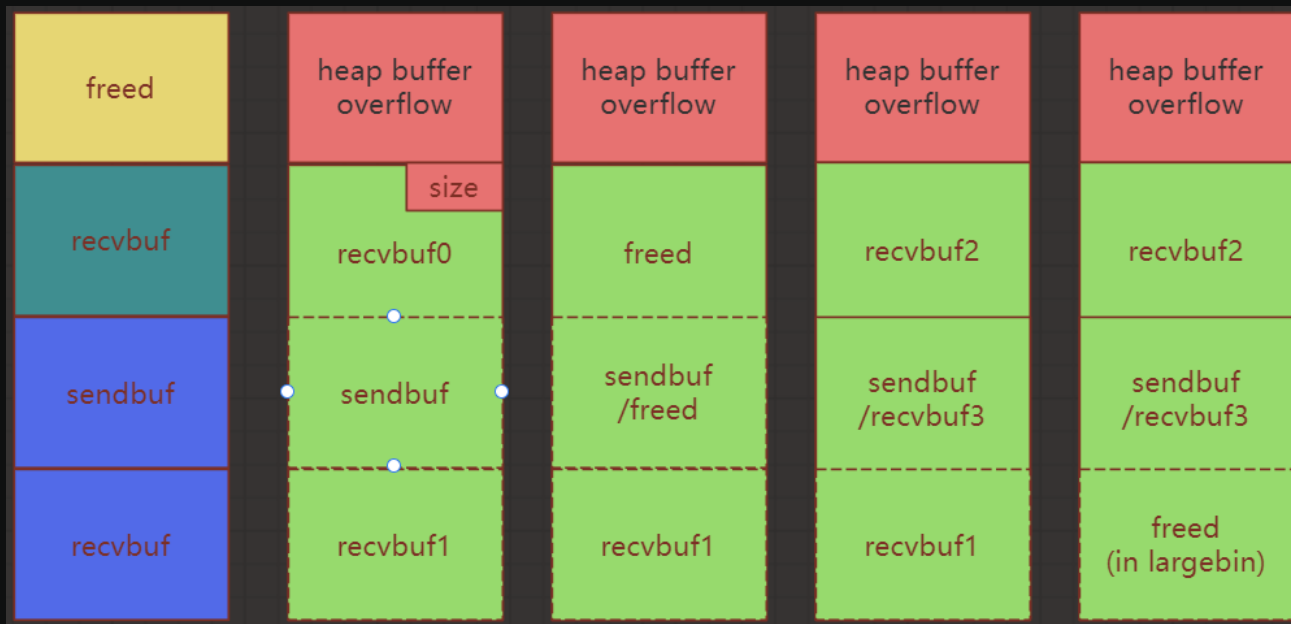 freed
recvbuf
sendbuf
recvbuf
heap buffer
overflow
size
recvbuf0
sendbuf
recvbuf1
heap buffer
overflow
freed
sendbuf
/freed
recvbuf1
heap buffer
overflow
recvbuf2
sendbuf
/recvbuf3
recvbuf1
heap buffer
overflow
recvbuf2
sendbuf
/recvbuf3
freed
(in largebin)